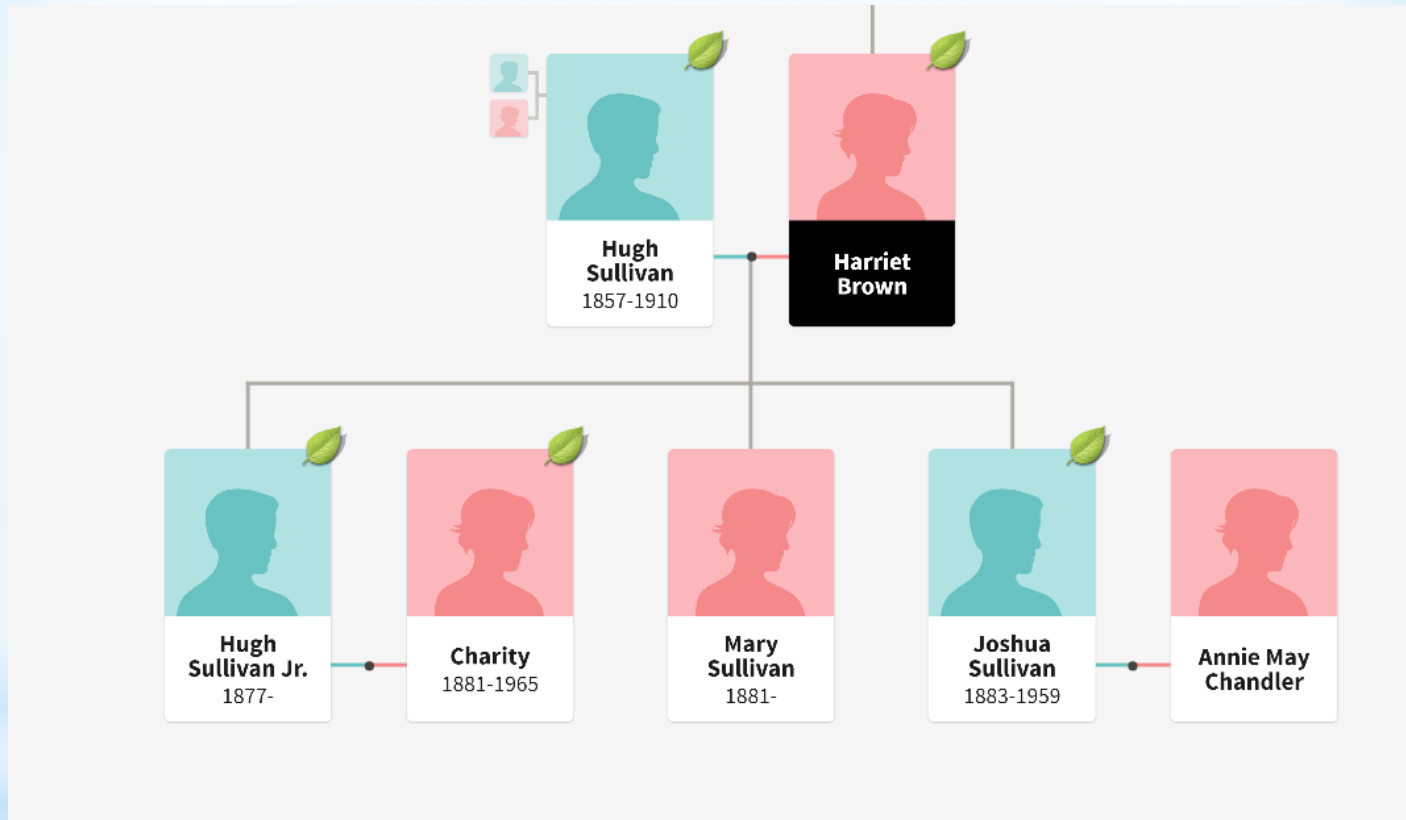 Hugh
Sullivan
1857-1910
Harriet
Brown
Hugh
Sullivan Jr.
1877-
Charity
1881-1965
Mary
Sullivan
1881-
Joshua
Sullivan
1883-1959
Annie May
Chandler